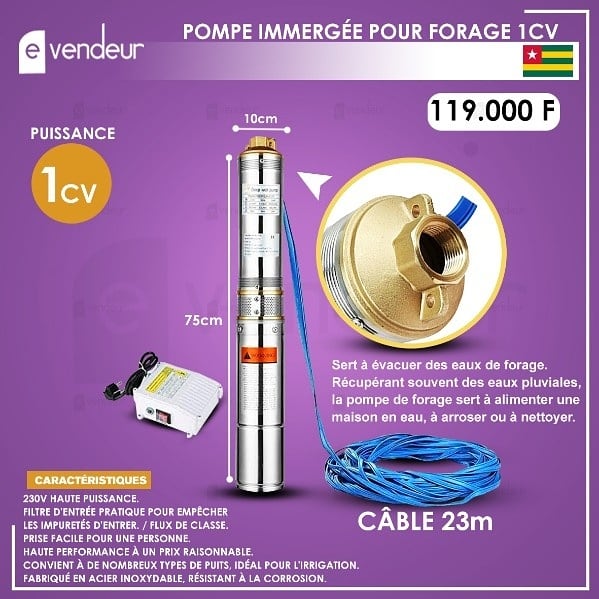 e vendeur
POMPE IMMERGÉE POUR FORAGE 1CV
119.000 F
10cm
PUISSANCE
1CV
75cm
Sert à évacuer des eaux de forage.
Récupérant souvent des eaux pluviales,
la pompe de forage sert à alimenter une
maison en eau, à arroser ou à nettoyer.
CÂBLE 23m
CARACTÉRISTIQUES
230V HAUTE PUISSANCE.
FILTRE D'ENTRÉE PRATIQUE POUR EMPÊCHER
LES IMPURETÉS D'ENTRER. / FLUX DE CLASSE.
PRISE FACILE POUR UNE PERSONNE.
HAUTE PERFORMANCE À UN PRIX RAISONNABLE.
CONVIENT À DE NOMBREUX TYPES DE PUITS, IDÉAL POUR L'IRRIGATION.
FABRIQUÉ EN ACIER INOXYDABLE, RÉSISTANT À LA CORROSION.